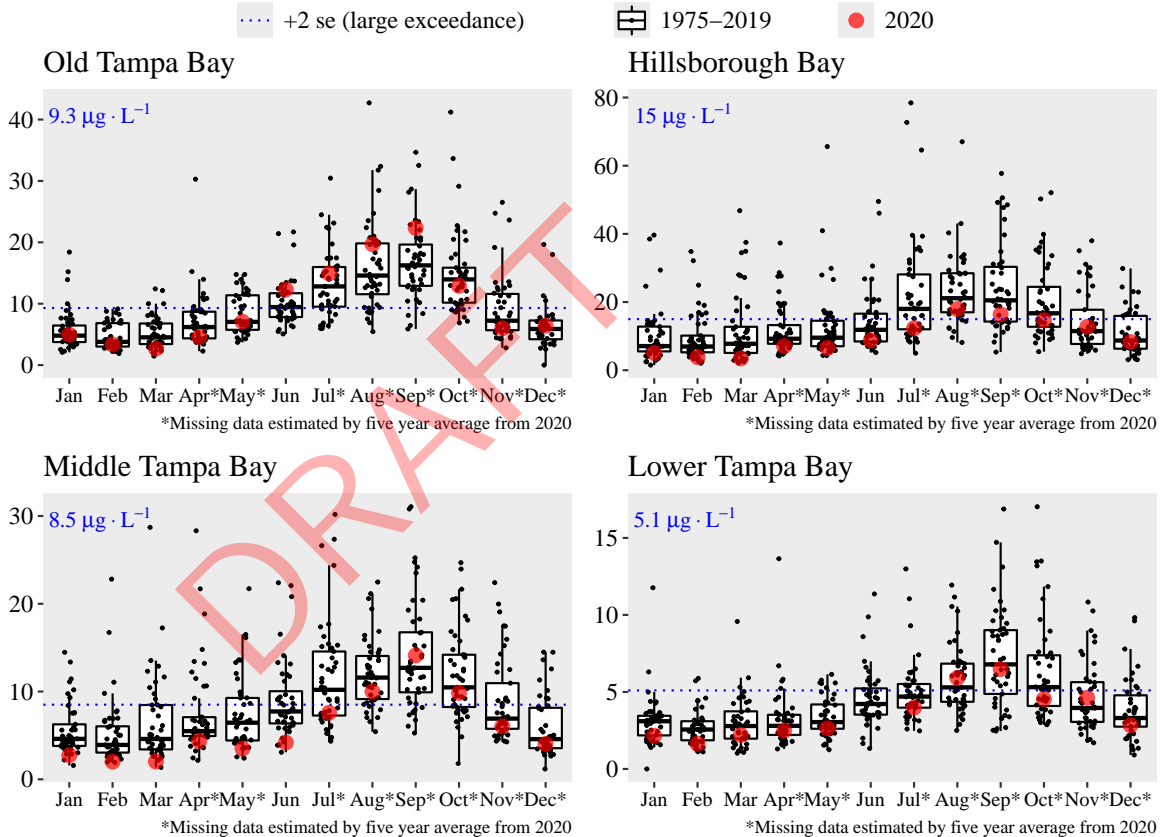 +2 se (large exceedance) 1975−2019 2020
Old Tampa Bay
9.3 μg · L−1
40
30
20
10
0
Jan Feb Mar Apr* May* Jun Jul* Aug* Sep* Oct* Nov* Dec*
*Missing data estimated by five year average from 2020
Hillsborough Bay
15 μg · L−1
80
60
40
20
0
Jan Feb Mar Apr* May* Jun Jul* Aug* Sep* Oct* Nov* Dec*
*Missing data estimated by five year average from 2020
Middle Tampa Bay
8.5 μg · L−1
30
20
10
0
Jan Feb Mar Apr* May* Jun Jul* Aug* Sep* Oct* Nov* Dec*
*Missing data estimated by five year average from 2020
Lower Tampa Bay
5.1 μg · L−1
15
10
5
0
Jan Feb Mar Apr* May* Jun Jul* Aug* Sep* Oct* Nov* Dec*
*Missing data estimated by five year average from 2020
DRAFT